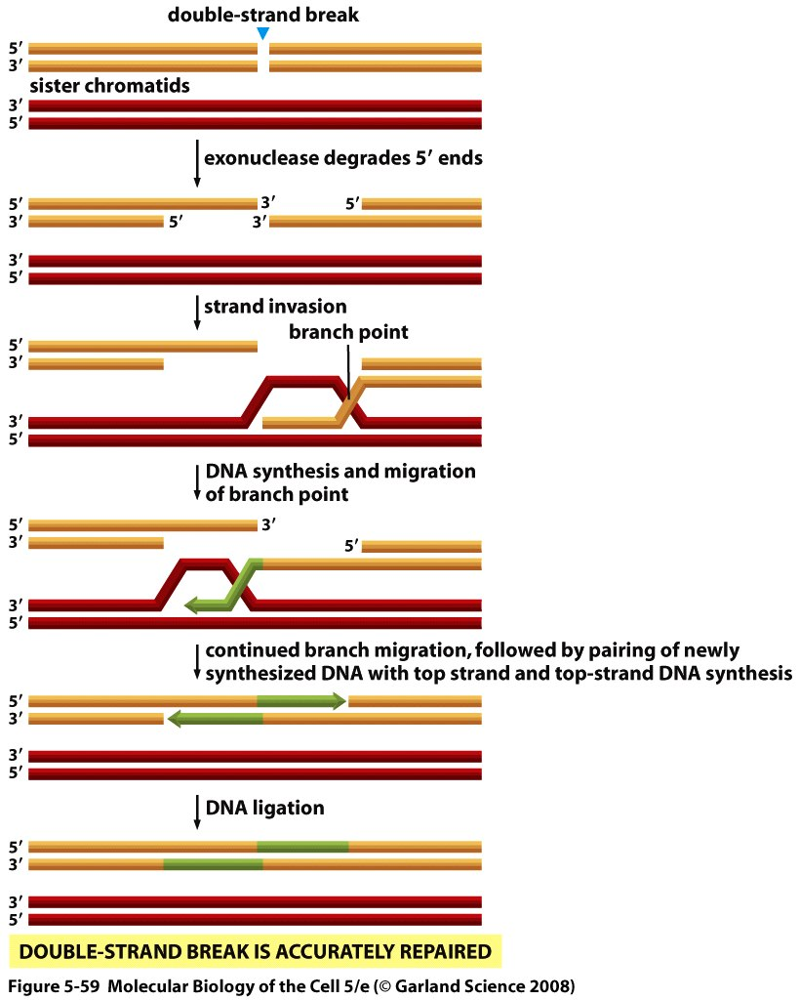 double-strand break
5′
3′
sister chromatids
3′
5′
exonuclease degrades 5′ ends
5′ 3′ 5′
3′ 5′ 3′
3′
5′
strand invasion
branch point
5′
3′
3′
5′
DNA synthesis and migration
of branch point
5′ 3′
3′ 5′
3′
5′
continued branch migration, followed by pairing of newly
synthesized DNA with top strand and top-strand DNA synthesis
5′
3′
3′
5′
DNA ligation
5′
3′
3′
5′
DOUBLE-STRAND BREAK IS ACCURATELY REPAIRED
Figure 5-59 Molecular Biology of the Cell 5/e (© Garland Science 2008)